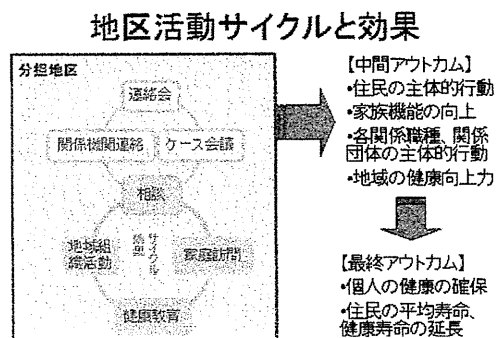 地区活動サイクルと効果
分担地区
連絡会
関係機関連絡
ケース会議
相談
地域組
織活動
活動
サイクル
家庭訪問
健康教育
【中間アウトカム】
•住民の主体的行動
•家族機能の向上
•各関係職種、関係
団体の主体的行動
•地域の健康向上力
【最終アウトカム】
•個人の健康の確保
•住民の平均寿命、
健康寿命の延長